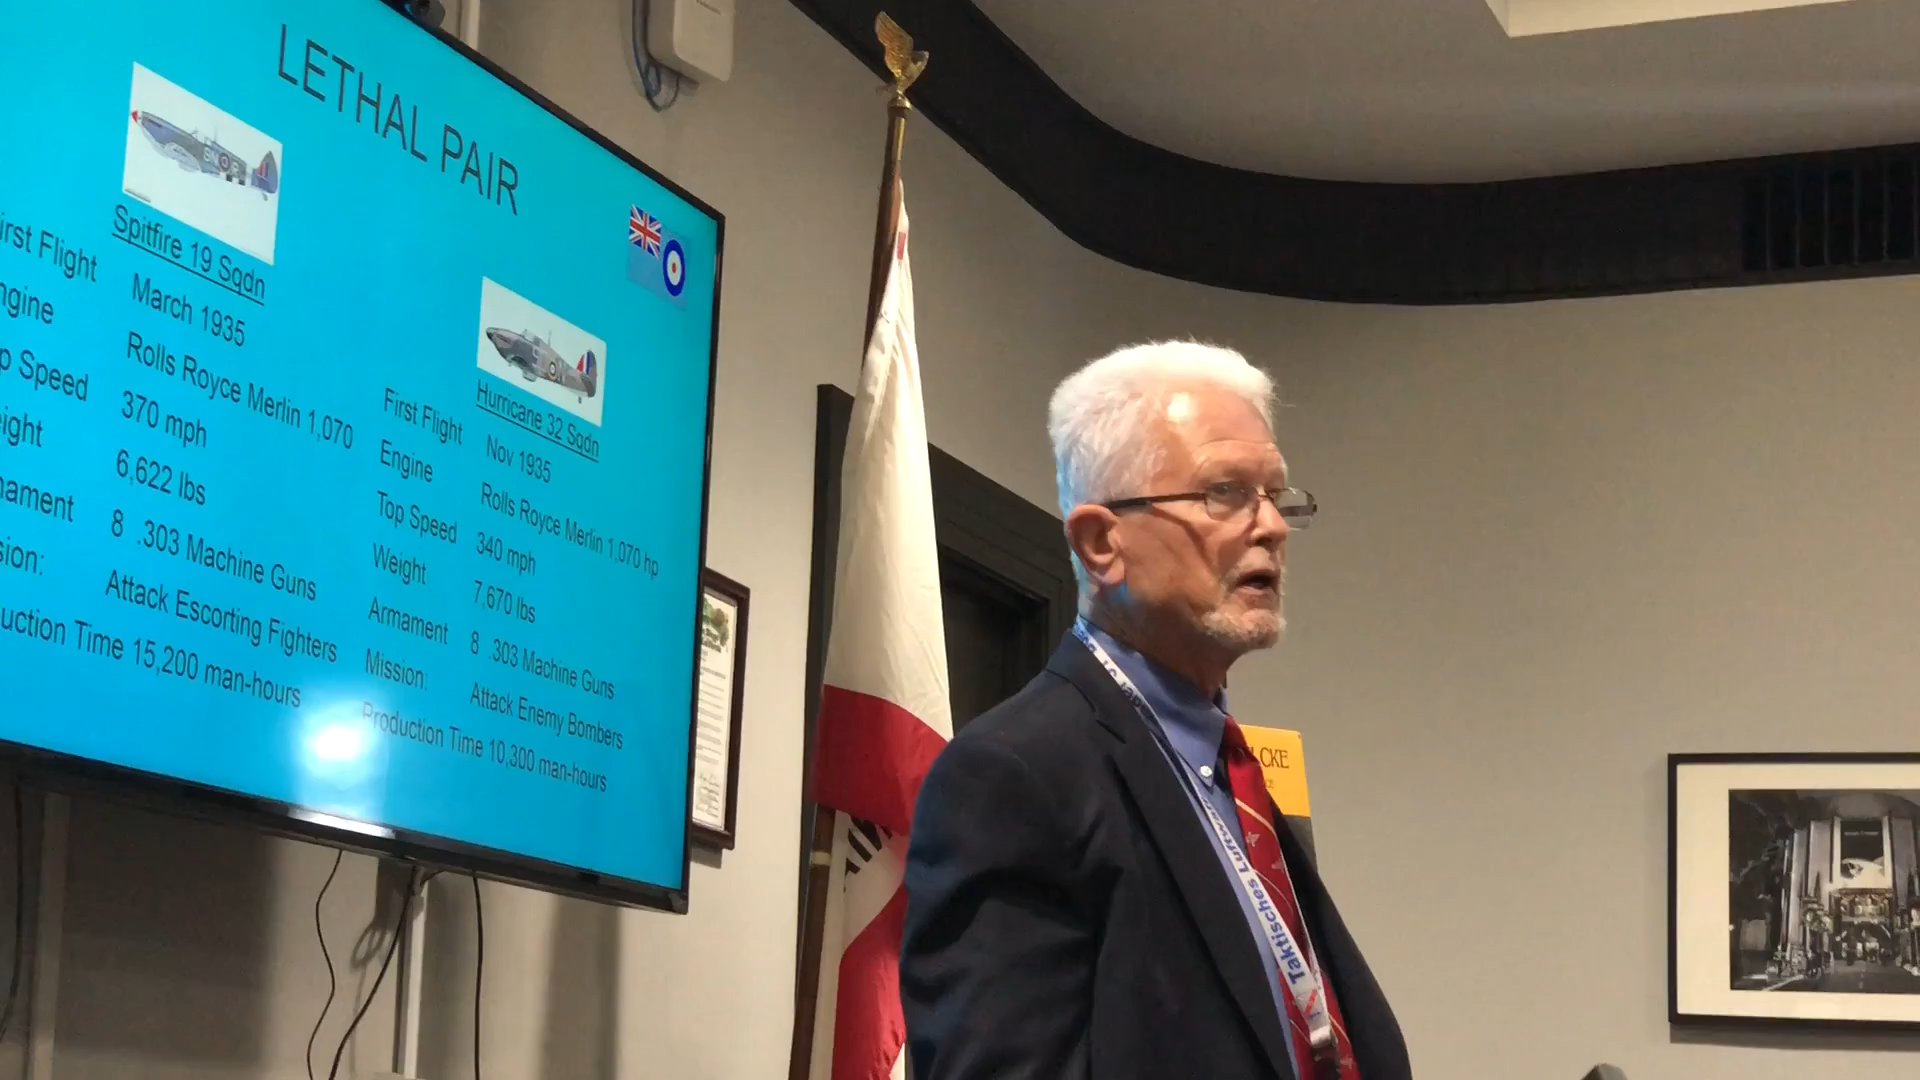 LETHAL PAIR
Spitfire 19 Sqdn
irst Flight March 1935
ngine Rolls Royce Merlin 1,070
p Speed 370 mph
ight 6,622 lbs
nament 8 .303 Machine Guns
sion: Attack Escorting Fighters
uction Time 15,200 man-hours
Hurricane 32 Sqdn
First Flight Nov 1935
Engine Rolls Royce Merlin 1,070 hp
Top Speed 340 mph
Weight 7,670 lbs
Armament 8 .303 Machine Guns
Mission: Attack Enemy Bombers
Production Time 10,300 man-hours
CKE
Taktisches Luftwa